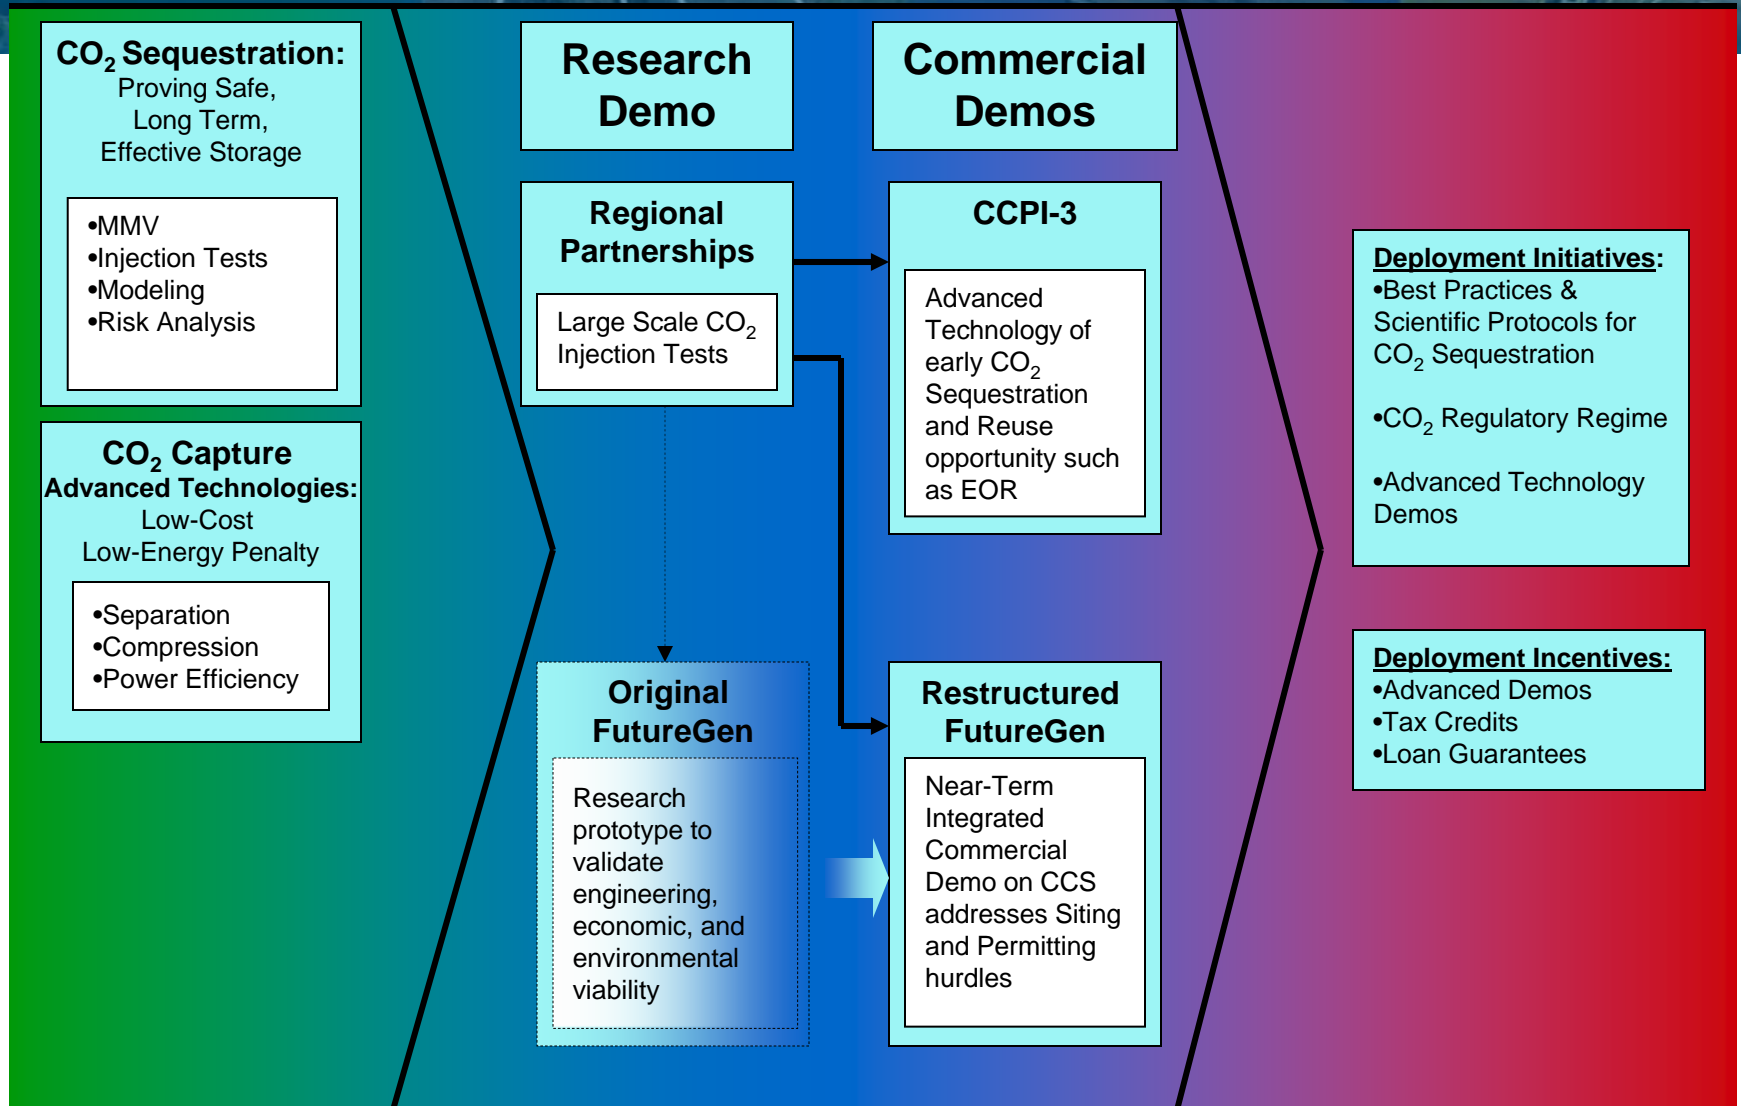 CO2 Sequestration:
Proving Safe,
Long Term,
Effective Storage
•MMV
•Injection Tests
•Modeling
•Risk Analysis
CO2 Capture
Advanced Technologies:
Low-Cost
Low-Energy Penalty
•Separation
•Compression
•Power Efficiency
Research
Demo
Regional
Partnerships
Large Scale CO2
Injection Tests
Original
FutureGen
Research
prototype to
validate
engineering,
economic, and
environmental
viability
Commercial
Demos
CCPI-3
Advanced
Technology of
early CO2
Sequestration
and Reuse
opportunity such
as EOR
Restructured
FutureGen
Near-Term
Integrated
Commercial
Demo on CCS
addresses Siting
and Permitting
hurdles
Deployment Initiatives:
•Best Practices &
Scientific Protocols for
CO2 Sequestration
•CO2 Regulatory Regime
•Advanced Technology
Demos
Deployment Incentives:
•Advanced Demos
•Tax Credits
•Loan Guarantees